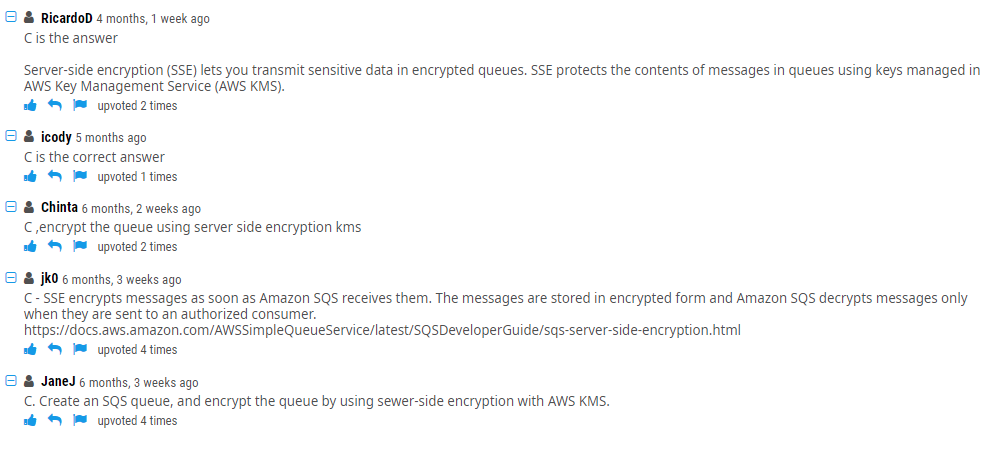 RicardoD 4 months, 1 week ago
C is the answer
Server-side encryption (SSE) lets you transmit sensitive data in encrypted queues. SSE protects the contents of messages in queues using keys managed in
AWS Key Management Service (AWS KMS).
upvoted 2 times
icody 5 months ago
C is the correct answer
upvoted 1 times
Chinta 6 months, 2 weeks ago
C ,encrypt the queue using server side encryption kms
upvoted 2 times
jk0 6 months, 3 weeks ago
C - SSE encrypts messages as soon as Amazon SQS receives them. The messages are stored in encrypted form and Amazon SQS decrypts messages only
when they are sent to an authorized consumer.
https://docs.aws.amazon.com/AWSSimpleQueueService/latest/SQSDeveloperGuide/sqs-server-side-encryption.html
upvoted 4 times
JaneJ 6 months, 3 weeks ago
C. Create an SQS queue, and encrypt the queue by using sewer-side encryption with AWS KMS.
upvoted 4 times